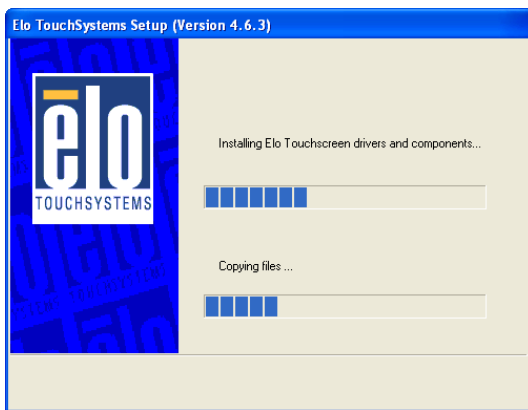 Elo TouchSystems Setup (Version 4.6.3)
elo
TOUCHSYSTEMS
Installing Elo Touchscreen drivers and components...
Copying files ...